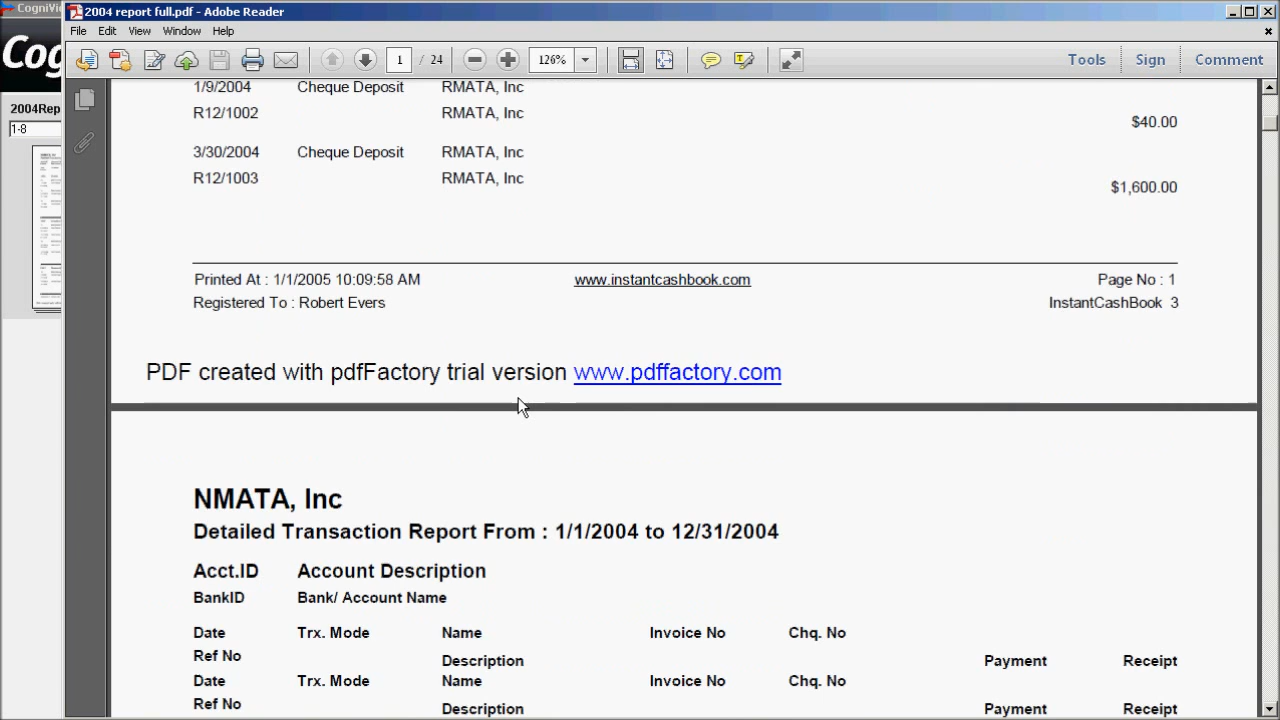 CogniVi
2004 report full.pdf - Adobe Reader
File Edit View Window Help
1 / 24 126% Tools Sign Comment
Cog
2004Rep
1-8
1/9/2004 Cheque Deposit RMATA, Inc
R12/1002 RMATA, Inc $40.00
3/30/2004 Cheque Deposit RMATA, Inc
R12/1003 RMATA, Inc $1,600.00
Printed At : 1/1/2005 10:09:58 AM www.instantcashbook.com Page No : 1
Registered To : Robert Evers InstantCashBook 3
PDF created with pdfFactory trial version www.pdffactory.com
NMATA, Inc
Detailed Transaction Report From : 1/1/2004 to 12/31/2004
Acct.ID Account Description
BankID Bank/ Account Name
Date Trx. Mode Name Invoice No Chq. No
Ref No Description Payment Receipt
Date Trx. Mode Name Invoice No Chq. No
Ref No Description Payment Receipt